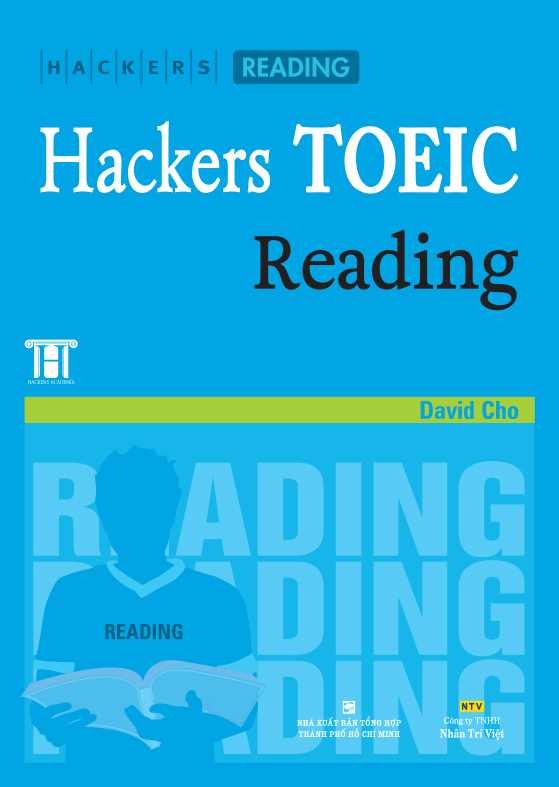 HACKERS READING
Hackers TOEIC
Reading
HACKERS ACADEMIA
David Cho
READING
READING
READING
READING
NHÀ XUẤT BẢN TỔNG HỢP
THÀNH PHỐ HỒ CHÍ MINH
NTV
Công ty TNHH
Nhân Trí Việt